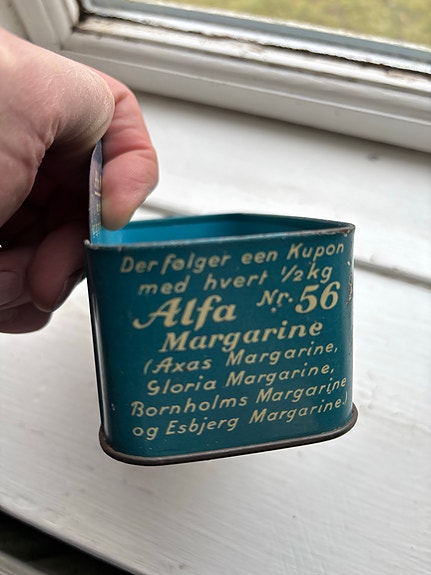 Der følger een Kupon
med hvert 1/2 kg
Alfa Nr. 56
Margarine
(Axas Margarine,
Gloria Margarine,
Bornholms Margarine
og Esbjerg Margarine)